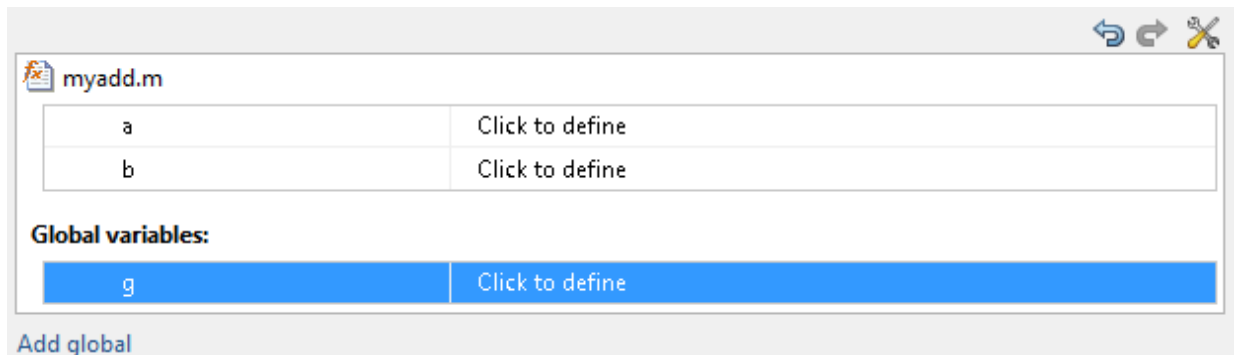 myadd.m
a Click to define
b Click to define
Global variables:
g Click to define
Add global